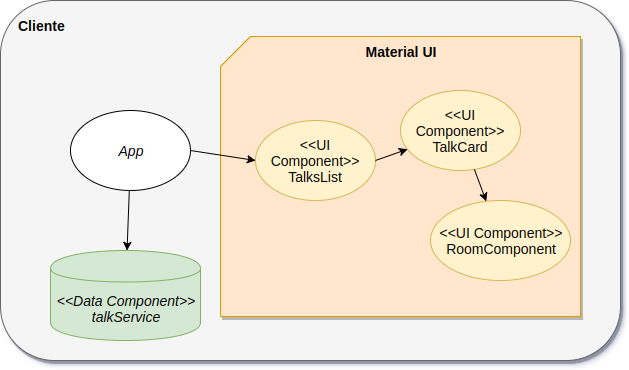 Cliente
Material UI
App
<<UI
Component>>
TalksList
<<UI
Component>>
TalkCard
<<UI Component>>
RoomComponent
<<Data Component>>
talkService